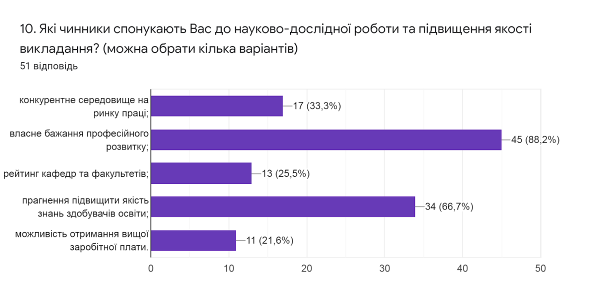 10. Які чинники спонукають Вас до науково-дослідної роботи та підвищення якості
викладання? (можна обрати кілька варіантів)
51 відповідь
конкурентне середовище на
ринку праці;
17 (33,3%)
власне бажання професійного
розвитку;
45 (88,2%)
рейтинг кафедр та факультетів;
13 (25,5%)
прагнення підвищити якість
знань здобувачів освіти;
34 (66,7%)
можливість отримання вищої
заробітної плати.
11 (21,6%)
0 10 20 30 40 50